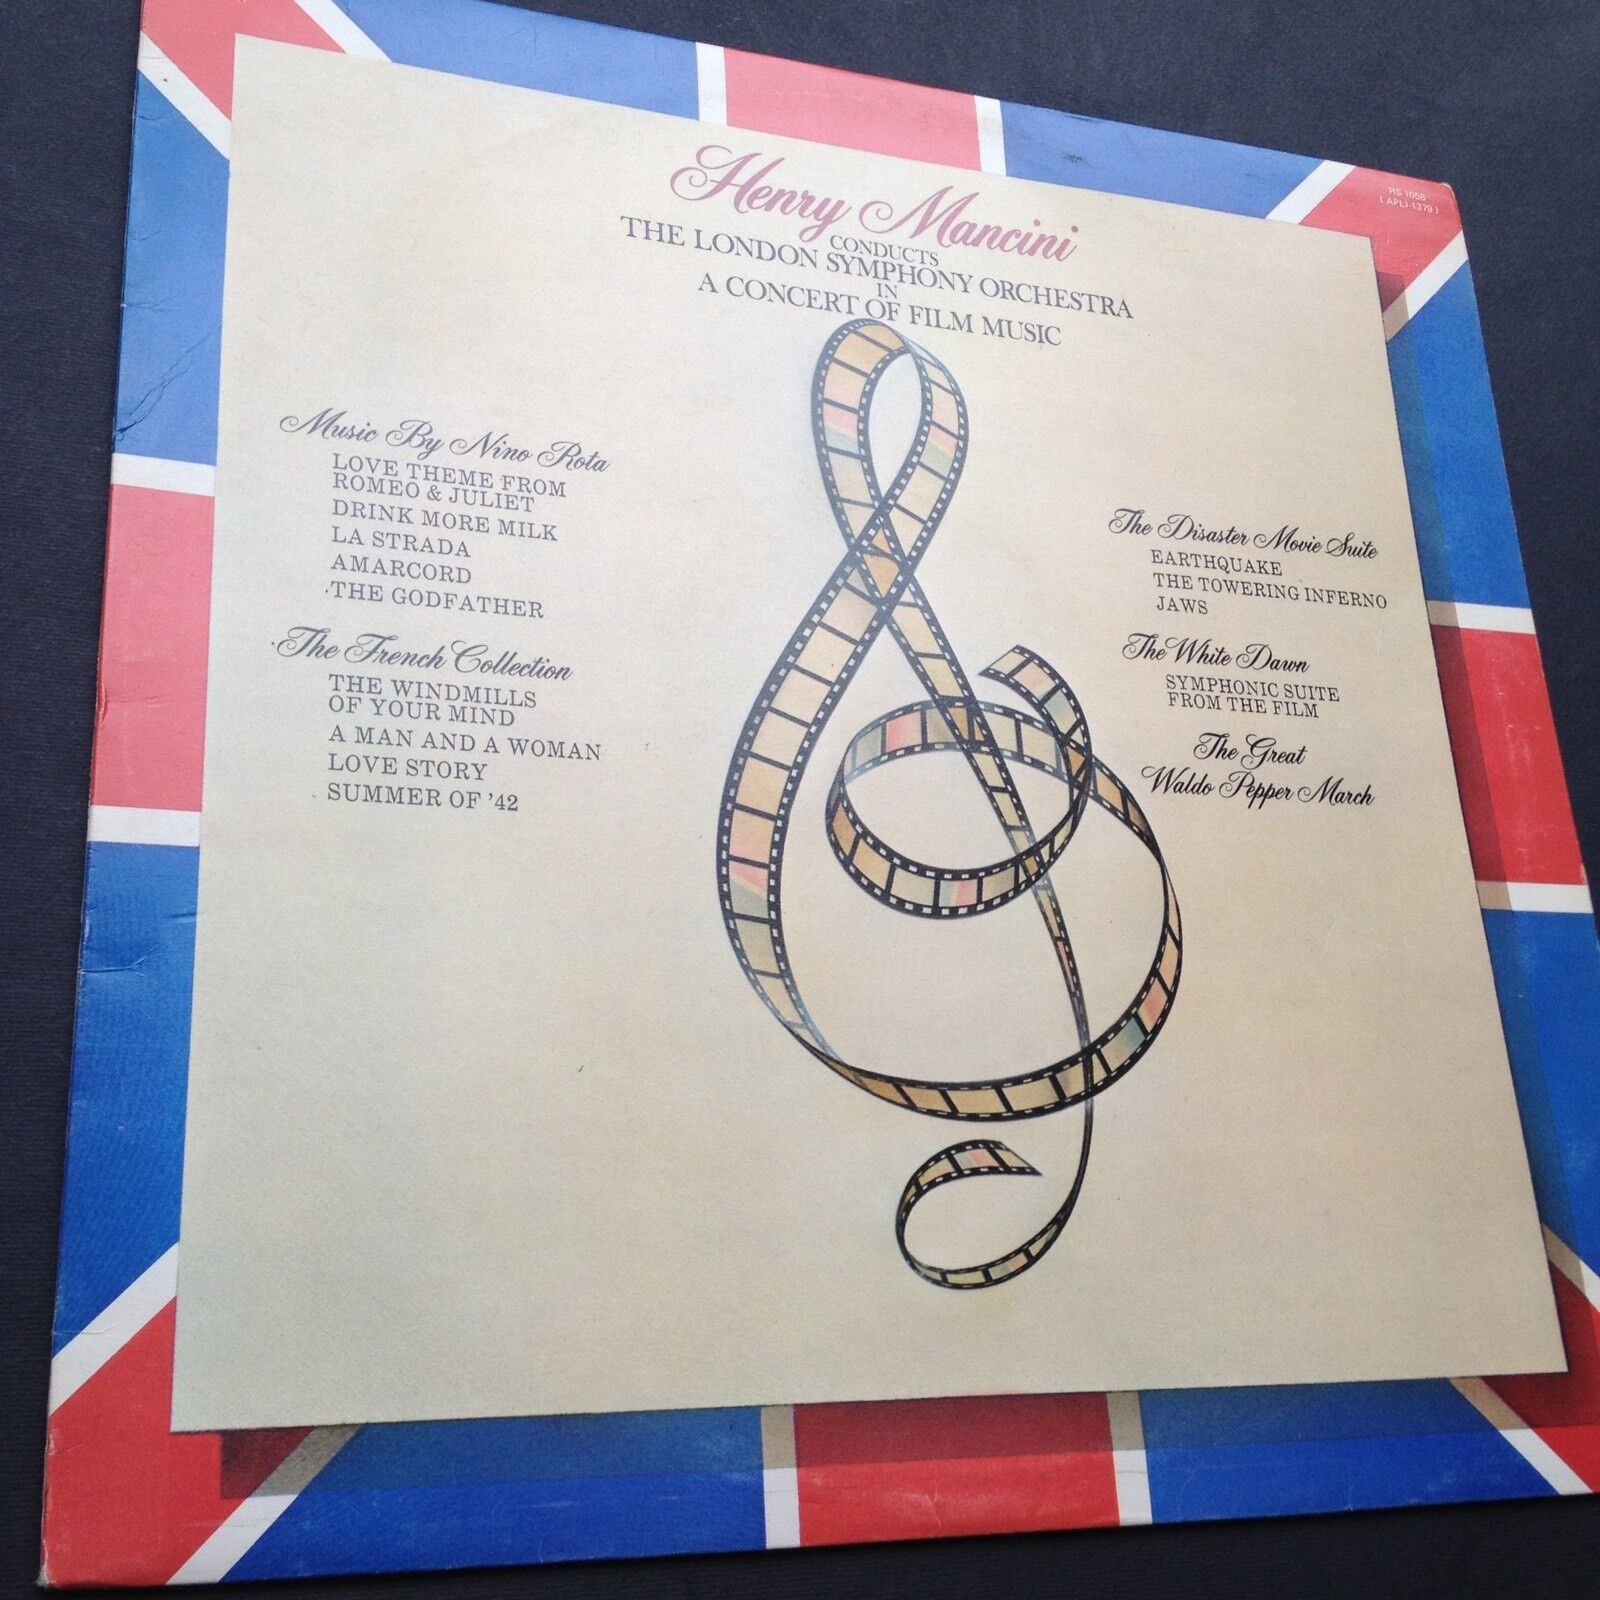 RS 1058
( APL1-1379 )
Henry Mancini
CONDUCTS
THE LONDON SYMPHONY ORCHESTRA
IN
A CONCERT OF FILM MUSIC
Music By Nino Rota
LOVE THEME FROM
ROMEO & JULIET
DRINK MORE MILK
LA STRADA
AMARCORD
THE GODFATHER
The French Collection
THE WINDMILLS
OF YOUR MIND
A MAN AND A WOMAN
LOVE STORY
SUMMER OF '42
The Disaster Movie Suite
EARTHQUAKE
THE TOWERING INFERNO
JAWS
The White Dawn
SYMPHONIC SUITE
FROM THE FILM
The Great
Waldo Pepper March